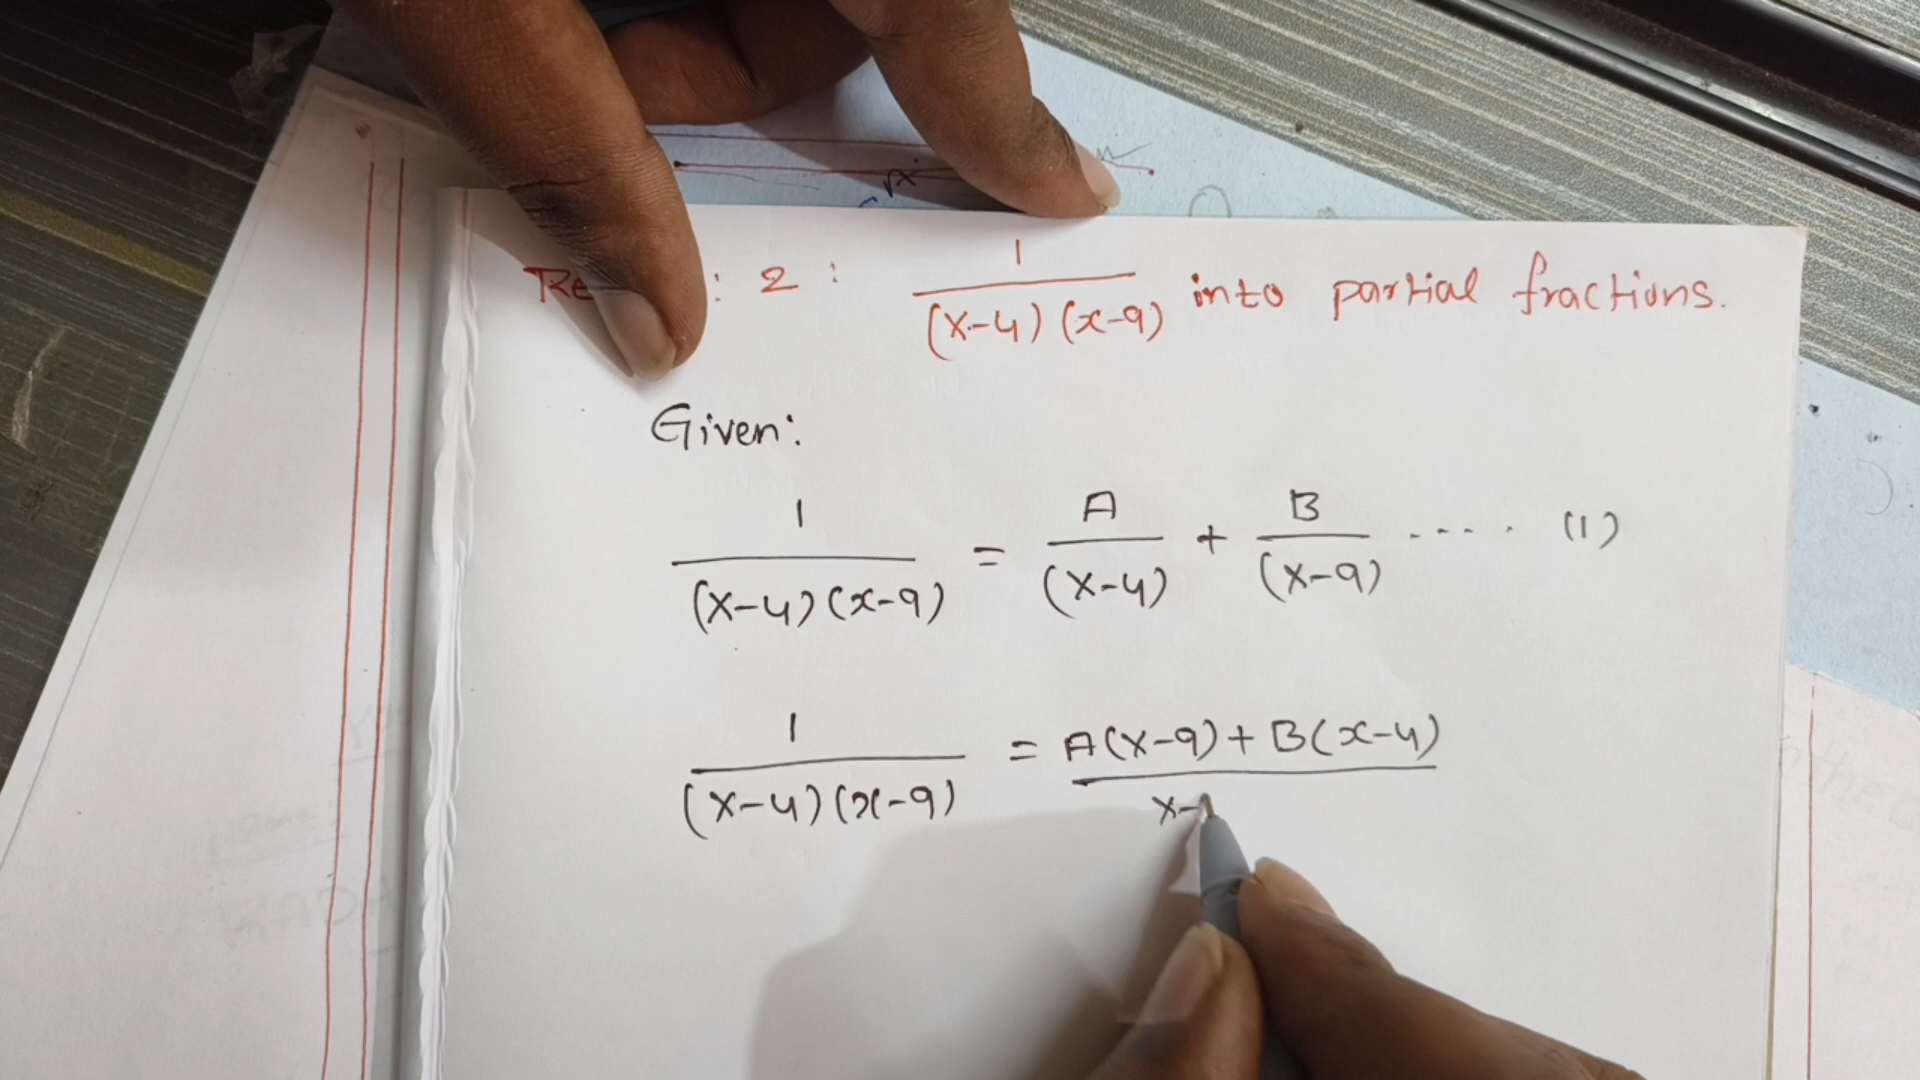 : 2 : 1/((x-4)(x-9)) into partial fractions.
Given:
1/((x-4)(x-9)) = A/(x-4) + B/(x-9) ..... (1)
1/((x-4)(x-9)) = (A(x-9)+B(x-4))/(x-